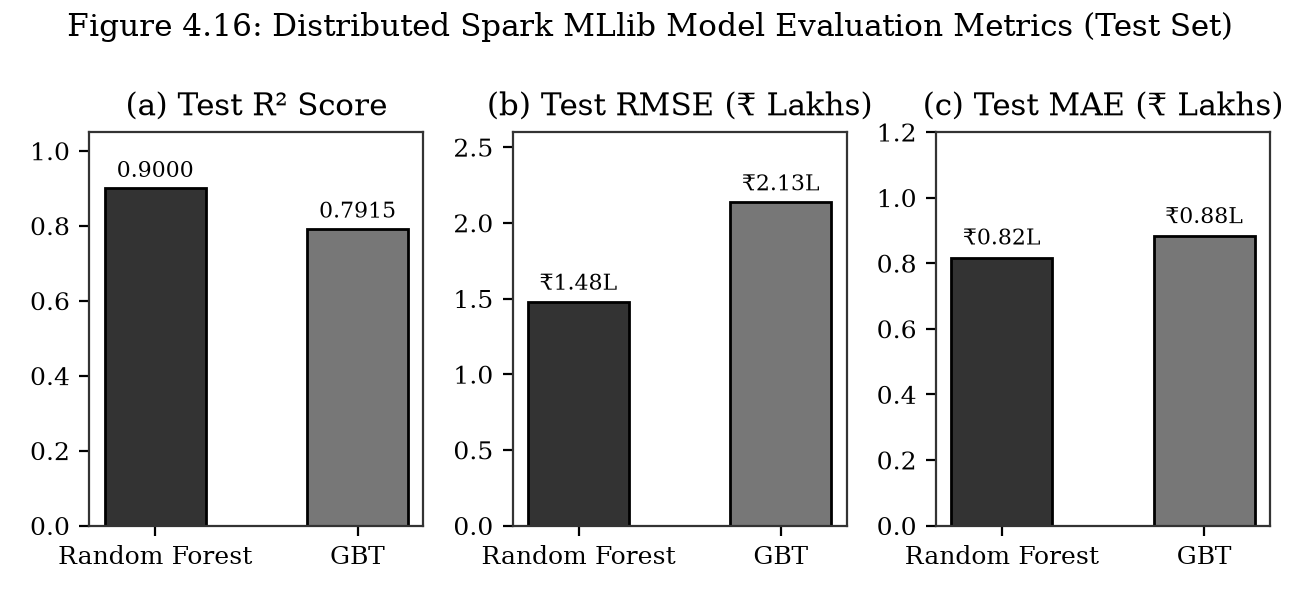 Figure 4.16: Distributed Spark MLlib Model Evaluation Metrics (Test Set)
(a) Test R² Score
1.0
0.8
0.6
0.4
0.2
0.0
0.9000
0.7915
Random Forest
GBT
(b) Test RMSE (₹ Lakhs)
2.5
2.0
1.5
1.0
0.5
0.0
₹1.48L
₹2.13L
Random Forest
GBT
(c) Test MAE (₹ Lakhs)
1.2
1.0
0.8
0.6
0.4
0.2
0.0
₹0.82L
₹0.88L
Random Forest
GBT